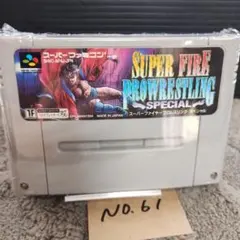 スーパーファミコン
SUPER FIRE
PROWRESTLING
SPECIAL
スーパーファイヤープロレスリング スペシャル
MADE IN JAPAN
NO.61